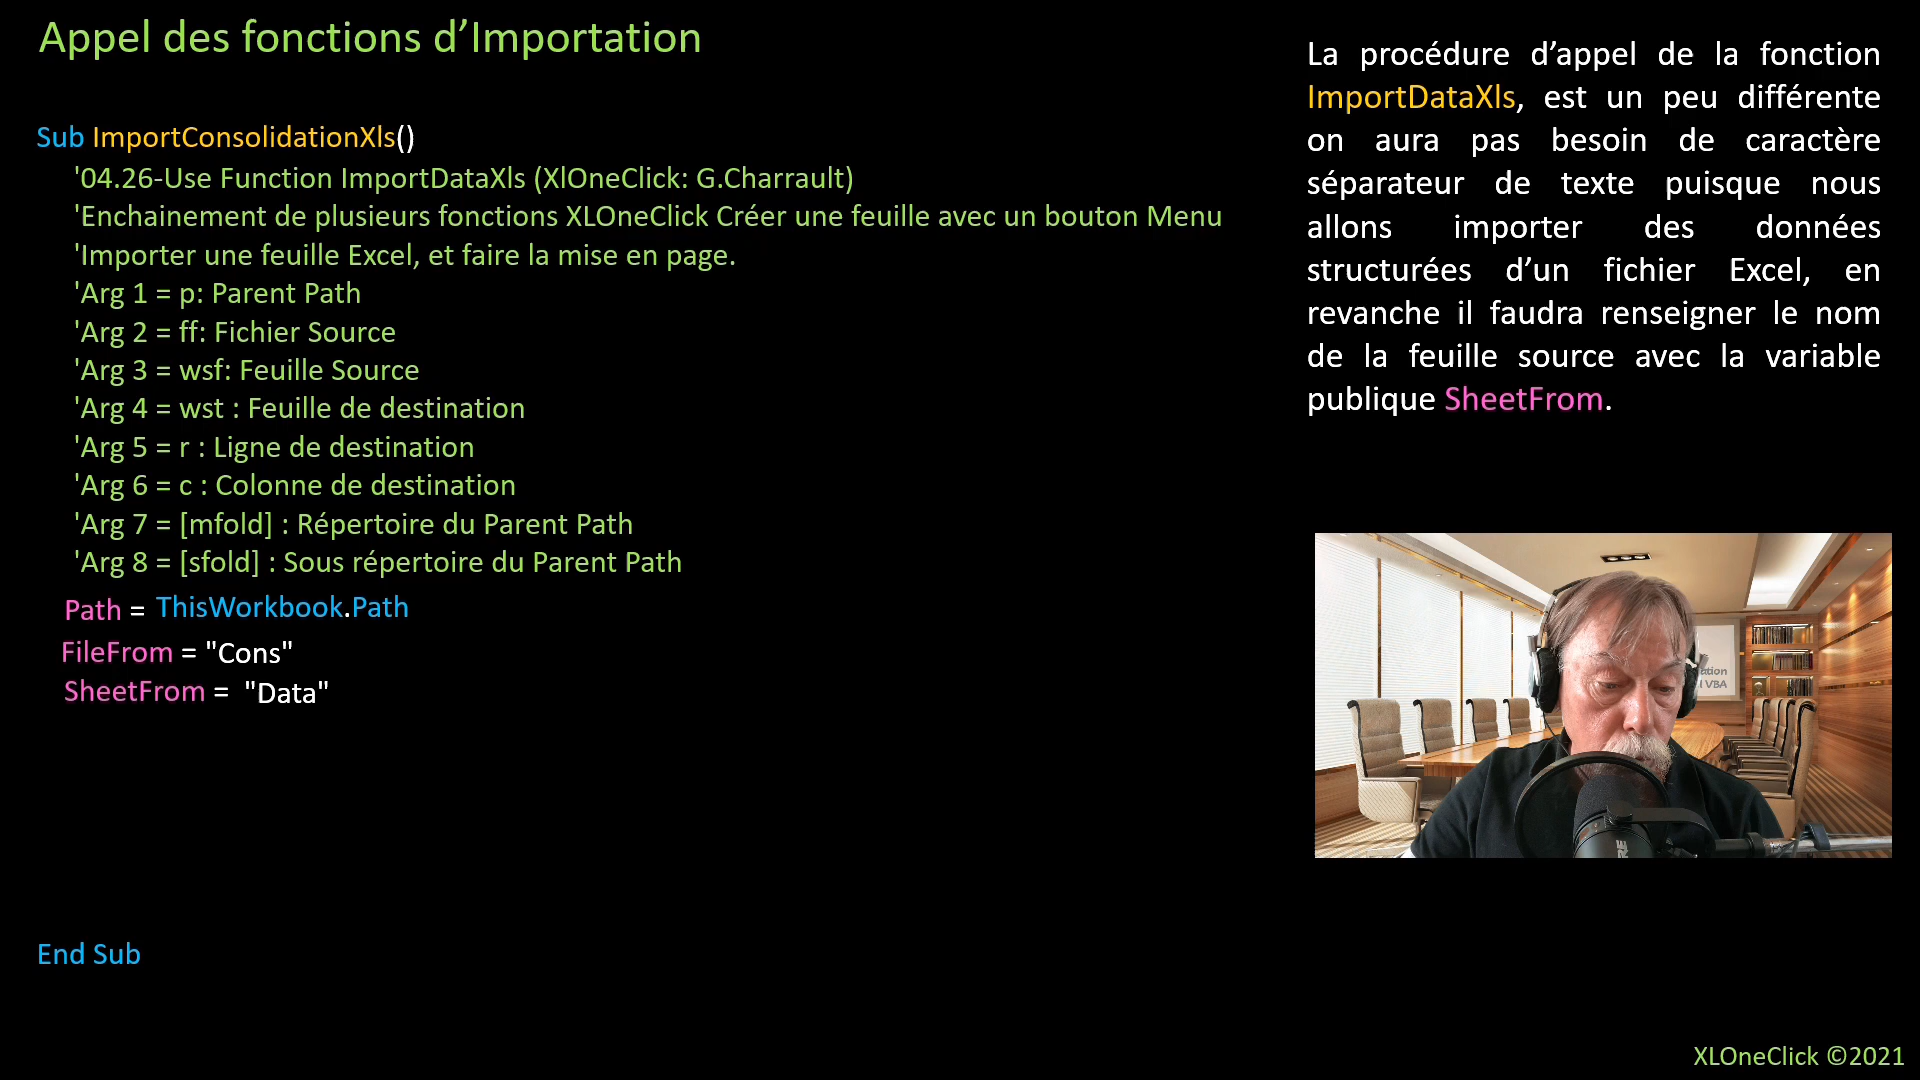 Appel des fonctions d’Importation
Sub ImportConsolidationXls()
'04.26-Use Function ImportDataXls (XlOneClick: G.Charrault)
'Enchainement de plusieurs fonctions XLOneClick Créer une feuille avec un bouton Menu
'Importer une feuille Excel, et faire la mise en page.
'Arg 1 = p: Parent Path
'Arg 2 = ff: Fichier Source
'Arg 3 = wsf: Feuille Source
'Arg 4 = wst : Feuille de destination
'Arg 5 = r : Ligne de destination
'Arg 6 = c : Colonne de destination
'Arg 7 = [mfold] : Répertoire du Parent Path
'Arg 8 = [sfold] : Sous répertoire du Parent Path
Path = ThisWorkbook.Path
FileFrom = "Cons"
SheetFrom = "Data"
End Sub
La procédure d’appel de la fonction
ImportDataXls, est un peu différente
on aura pas besoin de caractère
séparateur de texte puisque nous
allons importer des données
structurées d’un fichier Excel, en
revanche il faudra renseigner le nom
de la feuille source avec la variable
publique SheetFrom.
VBA
XLOneClick ©2021